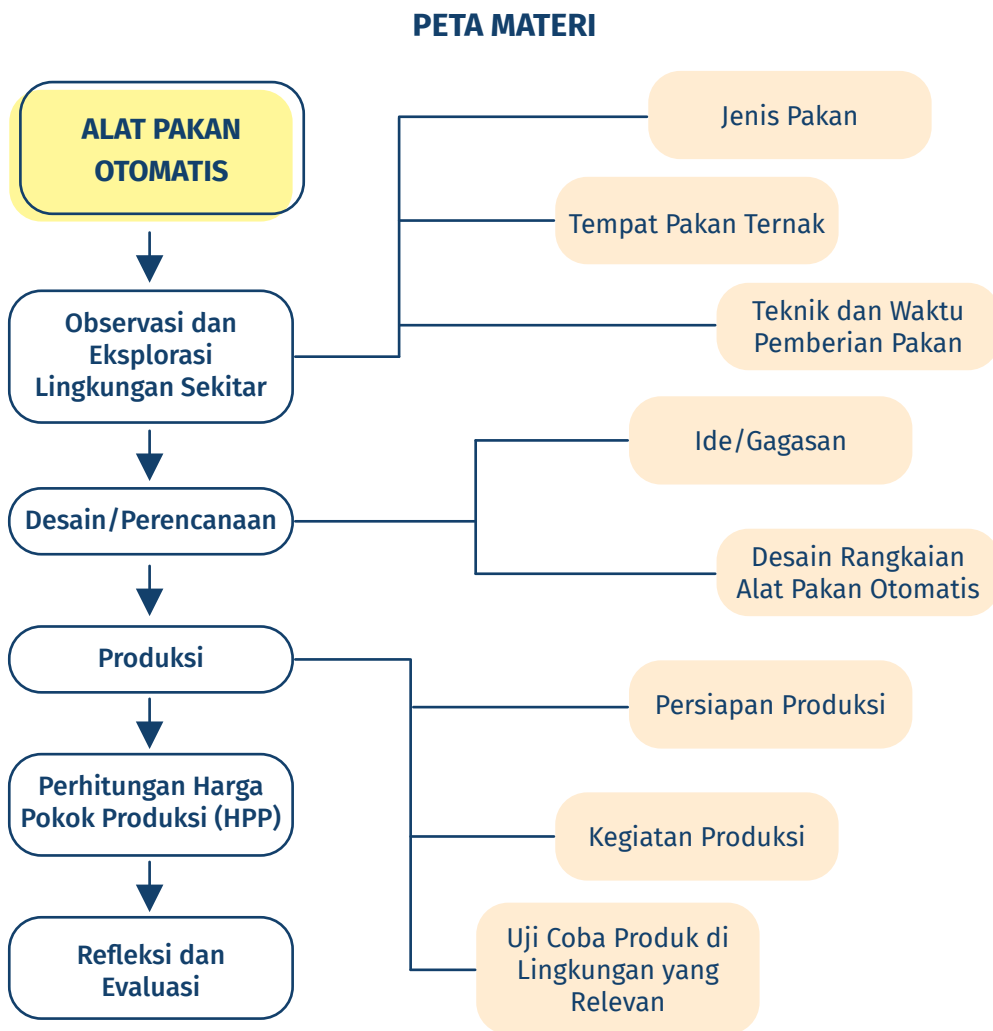 PETA MATERI
ALAT PAKAN
OTOMATIS
Observasi dan
Eksplorasi
Lingkungan Sekitar
Jenis Pakan
Tempat Pakan Ternak
Teknik dan Waktu
Pemberian Pakan
Desain/Perencanaan
Ide/Gagasan
Desain Rangkaian
Alat Pakan Otomatis
Produksi
Persiapan Produksi
Kegiatan Produksi
Uji Coba Produk di
Lingkungan yang
Relevan
Perhitungan Harga
Pokok Produksi (HPP)
Refleksi dan
Evaluasi